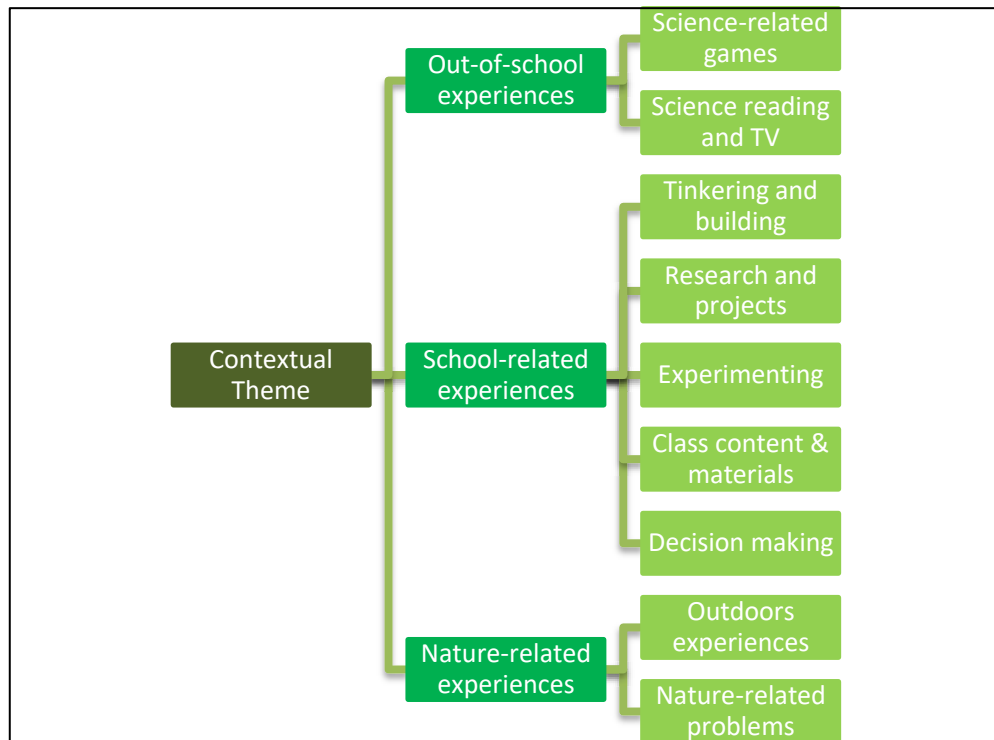 Contextual
Theme
Out-of-school
experiences
Science-related
games
Science reading
and TV
School-related
experiences
Tinkering and
building
Research and
projects
Experimenting
Class content &
materials
Decision making
Nature-related
experiences
Outdoors
experiences
Nature-related
problems